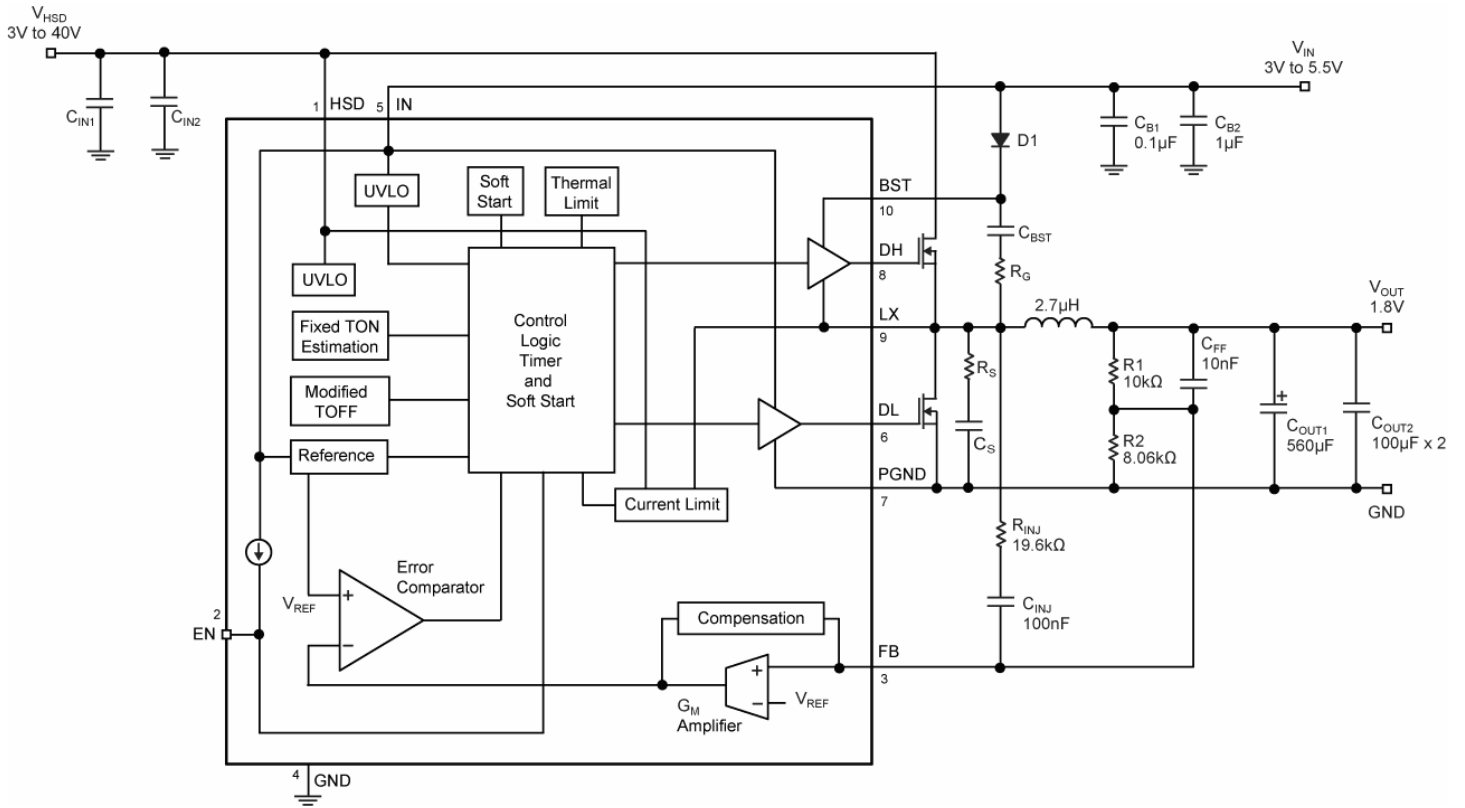 VHSD
3V to 40V
VIN
3V to 5.5V
CIN1
CIN2
1 HSD
5 IN
CB1
0.1µF
CB2
1µF
D1
UVLO
Soft
Start
Thermal
Limit
BST
10
CBST
DH
8
RG
UVLO
Fixed TON
Estimation
Modified
TOFF
Reference
Control
Logic
Timer
and
Soft Start
LX
9
2.7µH
VOUT
1.8V
RS
CS
R1
10kΩ
CFF
10nF
R2
8.06kΩ
COUT1
560µF
+
COUT2
100µF x 2
DL
6
PGND
7
GND
Current Limit
RINJ
19.6kΩ
CINJ
100nF
Error
Comparator
VREF
+
−
2
EN
Compensation
FB
3
+
−
VREF
GM
Amplifier
4
GND